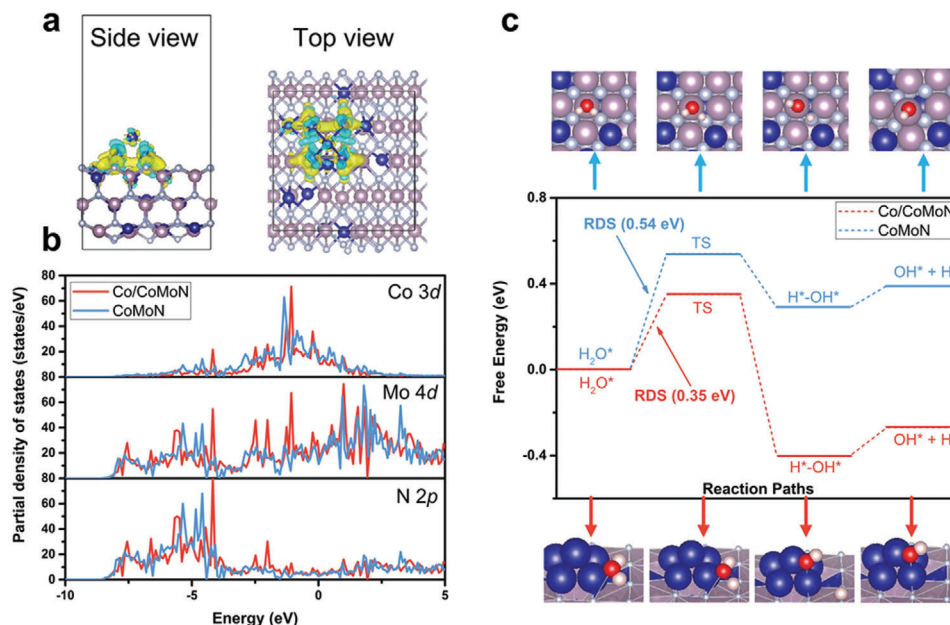 a
Side view
Top view
b
Partial density of states (states/eV)
80
60
40
20
80
60
40
20
80
60
40
20
0
Co/CoMoN
CoMoN
Co 3d
Mo 4d
N 2p
-10
-5
0
5
Energy (eV)
c
Free Energy (eV)
0.8
0.4
0.0
-0.4
Co/CoMoN
CoMoN
RDS (0.54 eV)
TS
H*-OH*
OH* + H
H₂O*
H₂O*
TS
RDS (0.35 eV)
H*-OH*
OH* + H
Reaction Paths